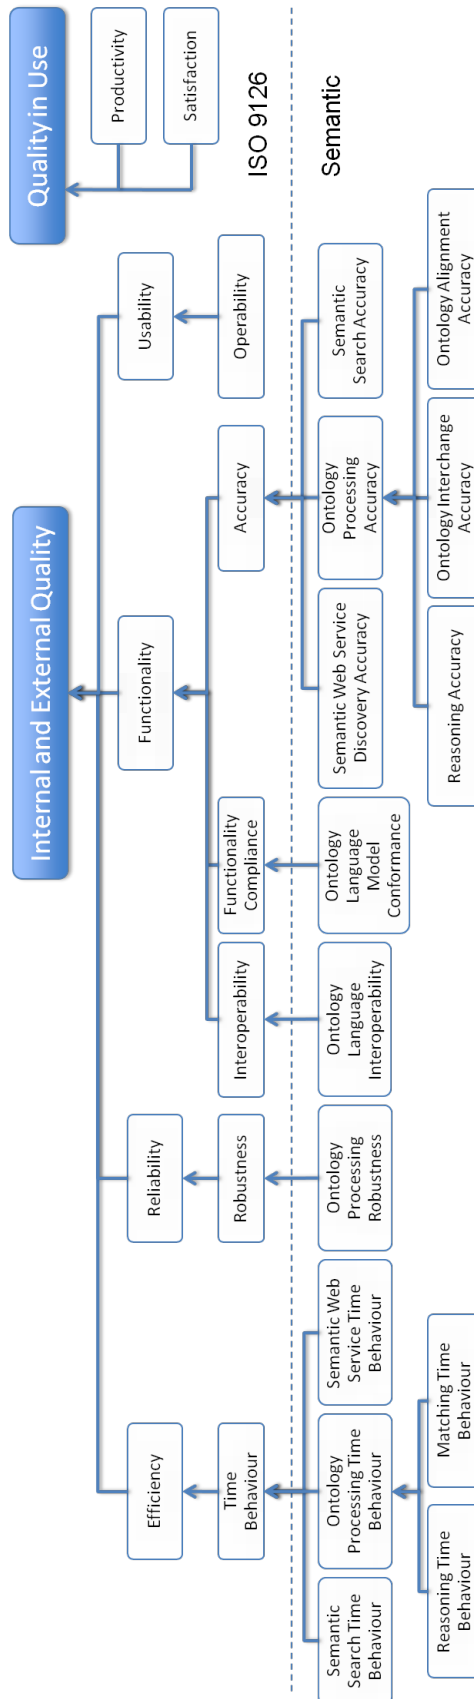 Internal and External Quality
Quality in Use
Efficiency
Reliability
Functionality
Usability
Productivity
Satisfaction
Time
Behaviour
Robustness
Interoperability
Functionality
Compliance
Accuracy
Operability
ISO 9126
Semantic
Semantic
Search Time
Behaviour
Ontology
Processing Time
Behaviour
Semantic Web
Service Time
Behaviour
Ontology
Processing
Robustness
Ontology
Language
Interoperability
Ontology
Language
Model
Conformance
Semantic Web Service
Discovery Accuracy
Ontology
Processing
Accuracy
Semantic
Search Accuracy
Reasoning Time
Behaviour
Matching Time
Behaviour
Reasoning Accuracy
Ontology Interchange
Accuracy
Ontology Alignment
Accuracy